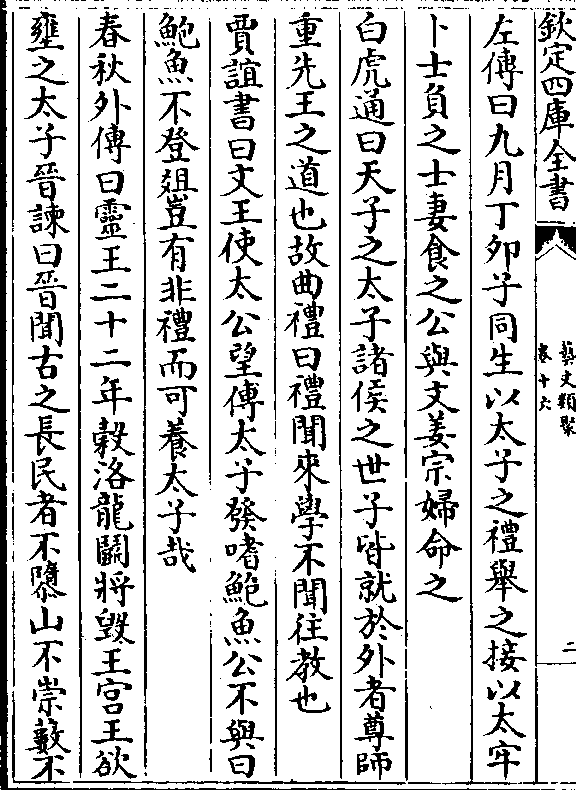 欽定四庫全書
藝文類聚
卷十六
二
左傳曰九月丁卯子同生以太子之禮舉之接以太牢
卜士負之士妻食之公與文姜宗婦命之
白虎通曰天子之太子諸侯之世子皆就於外者尊師
重先王之道也故曲禮曰禮聞來學不聞往教也
賈誼書曰文王使太公望傅太子發嗜鮑魚公不與曰
鮑魚不登俎豈有非禮而可養太子哉
春秋外傳曰靈王二十二年榖洛龍鬬將毀王宮王欲
壅之太子晉諫曰晉聞古之長民者不隳山不崇藪不